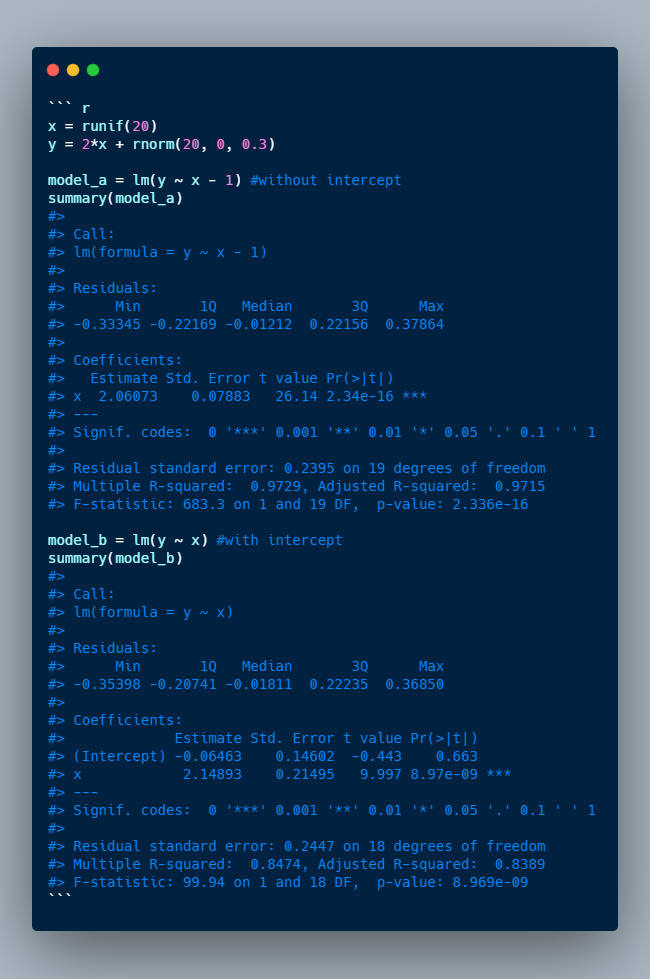 ``` r
x = runif(20)
y = 2*x + rnorm(20, 0, 0.3)

model_a = lm(y ~ x - 1) #without intercept
summary(model_a)
#>
#> Call:
#> lm(formula = y ~ x - 1)
#>
#> Residuals:
#>      Min       1Q   Median       3Q      Max
#> -0.33345 -0.22169 -0.01212  0.22156  0.37864
#>
#> Coefficients:
#>   Estimate Std. Error t value Pr(>|t|)
#> x  2.06073    0.07883   26.14 2.34e-16 ***
#> ---
#> Signif. codes:  0 '***' 0.001 '**' 0.01 '*' 0.05 '.' 0.1 ' ' 1
#>
#> Residual standard error: 0.2395 on 19 degrees of freedom
#> Multiple R-squared:  0.9729, Adjusted R-squared:  0.9715
#> F-statistic: 683.3 on 1 and 19 DF,  p-value: 2.336e-16

model_b = lm(y ~ x) #with intercept
summary(model_b)
#>
#> Call:
#> lm(formula = y ~ x)
#>
#> Residuals:
#>      Min       1Q   Median       3Q      Max
#> -0.35398 -0.20741 -0.01811  0.22235  0.36850
#>
#> Coefficients:
#>             Estimate Std. Error t value Pr(>|t|)
#> (Intercept) -0.06463    0.14602  -0.443    0.663
#> x            2.14893    0.21495   9.997 8.97e-09 ***
#> ---
#> Signif. codes:  0 '***' 0.001 '**' 0.01 '*' 0.05 '.' 0.1 ' ' 1
#>
#> Residual standard error: 0.2447 on 18 degrees of freedom
#> Multiple R-squared:  0.8474, Adjusted R-squared:  0.8389
#> F-statistic: 99.94 on 1 and 18 DF,  p-value: 8.969e-09
```